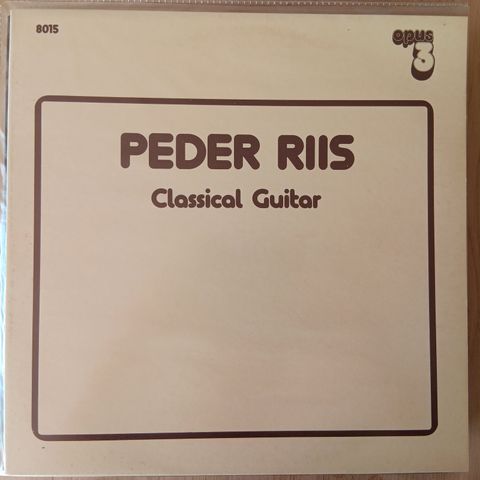 8015
opus
3
PEDER RIIS
Classical Guitar